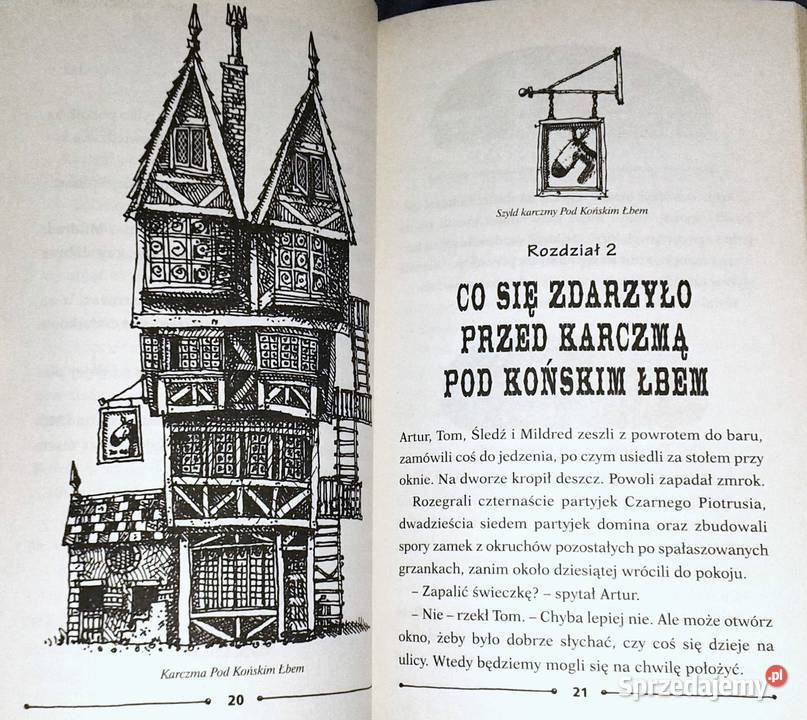 Karczma Pod Końskim Łbem
20
Szyld karczmy Pod Końskim Łbem
Rozdział 2
CO SIĘ ZDARZYŁO
PRZED KARCZMĄ
POD KOŃSKIM ŁBEM
Artur, Tom, Śledź i Mildred zeszli z powrotem do baru,
zamówili coś do jedzenia, po czym usiedli za stołem przy
oknie. Na dworze kropił deszcz. Powoli zapadał zmrok.
Rozegrali czternaście partyjek Czarnego Piotrusia,
dwadzieścia siedem partyjek domina oraz zbudowali
spory zamek z okruchów pozostałych po spałaszowanych
grzankach, zanim około dziesiątej wrócili do pokoju.
– Zapalić świeczkę? – spytał Artur.
– Nie – rzekł Tom. – Chyba lepiej nie. Ale może otwórz
okno, żeby było dobrze słychać, czy coś się dzieje na
ulicy. Wtedy będziemy mogli się na chwilę położyć.
21
Sprzedajemy.pl